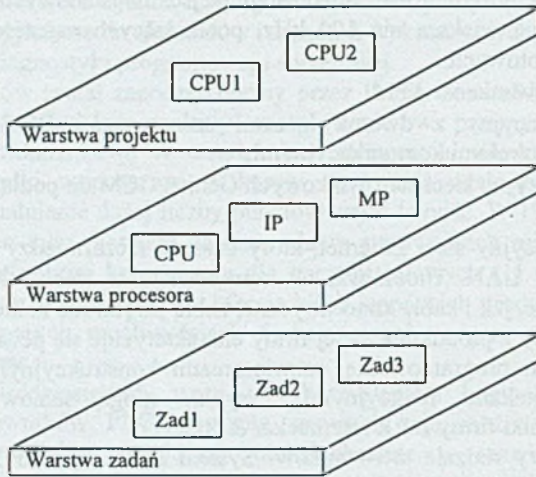 CPU2
CPU1
Warstwa projektu
MP
IP
CPU
Warstwa procesora
Zad3
Zad2
Zad1
Warstwa zadań